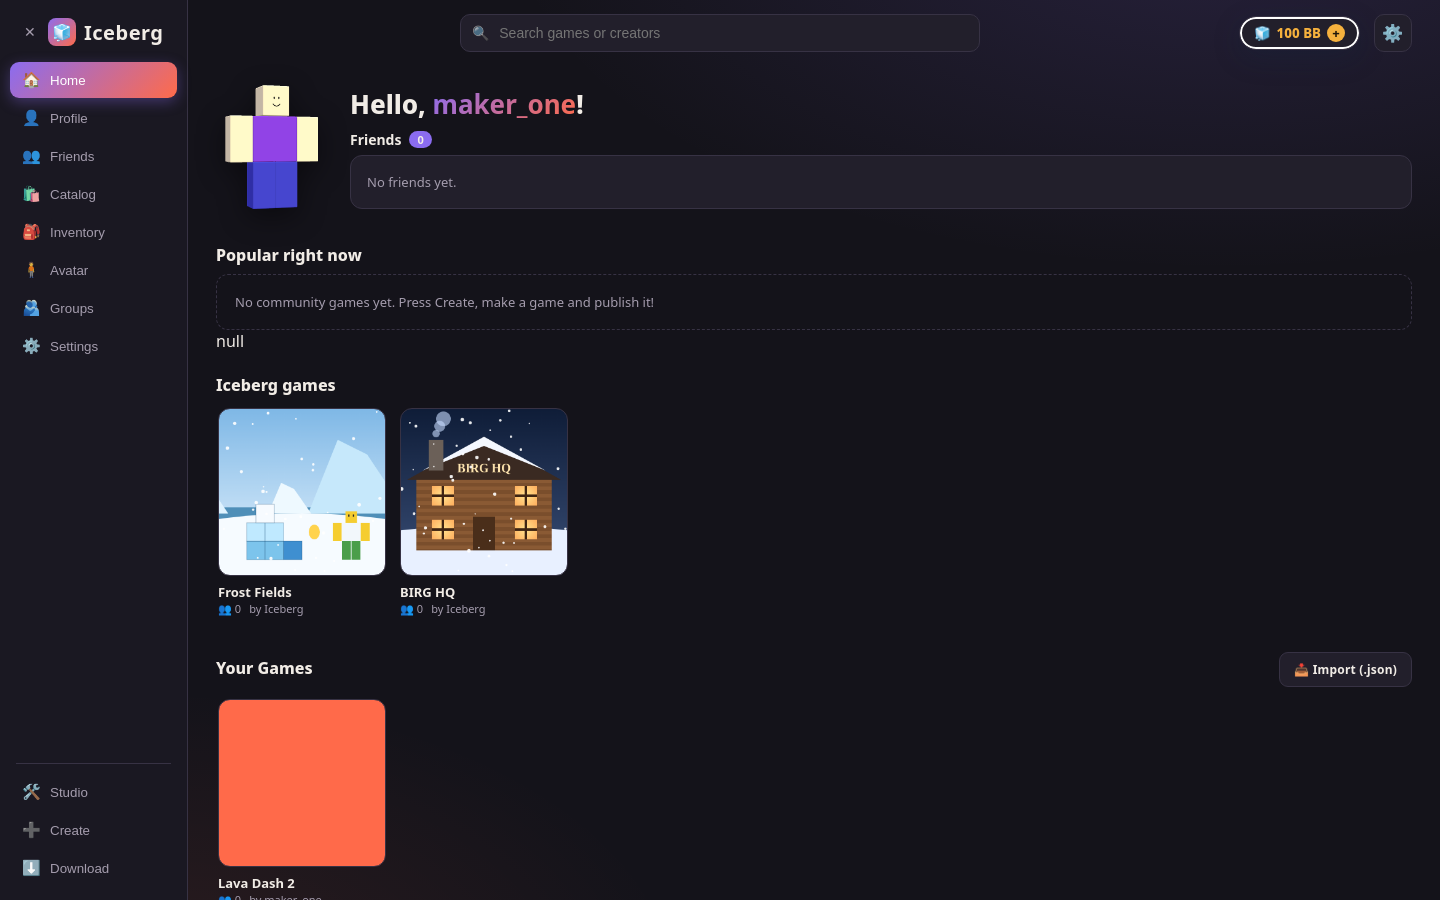 ✕ Iceberg
Search games or creators
100 BB +
Home
Profile
Friends
Catalog
Inventory
Avatar
Groups
Settings
Studio
Create
Download
Hello, maker_one!
Friends 0
No friends yet.
Popular right now
No community games yet. Press Create, make a game and publish it!
null
Iceberg games
BIRG HQ
Frost Fields
0 by Iceberg
BIRG HQ
0 by Iceberg
Your Games
Import (.json)
Lava Dash 2
0 by maker_one